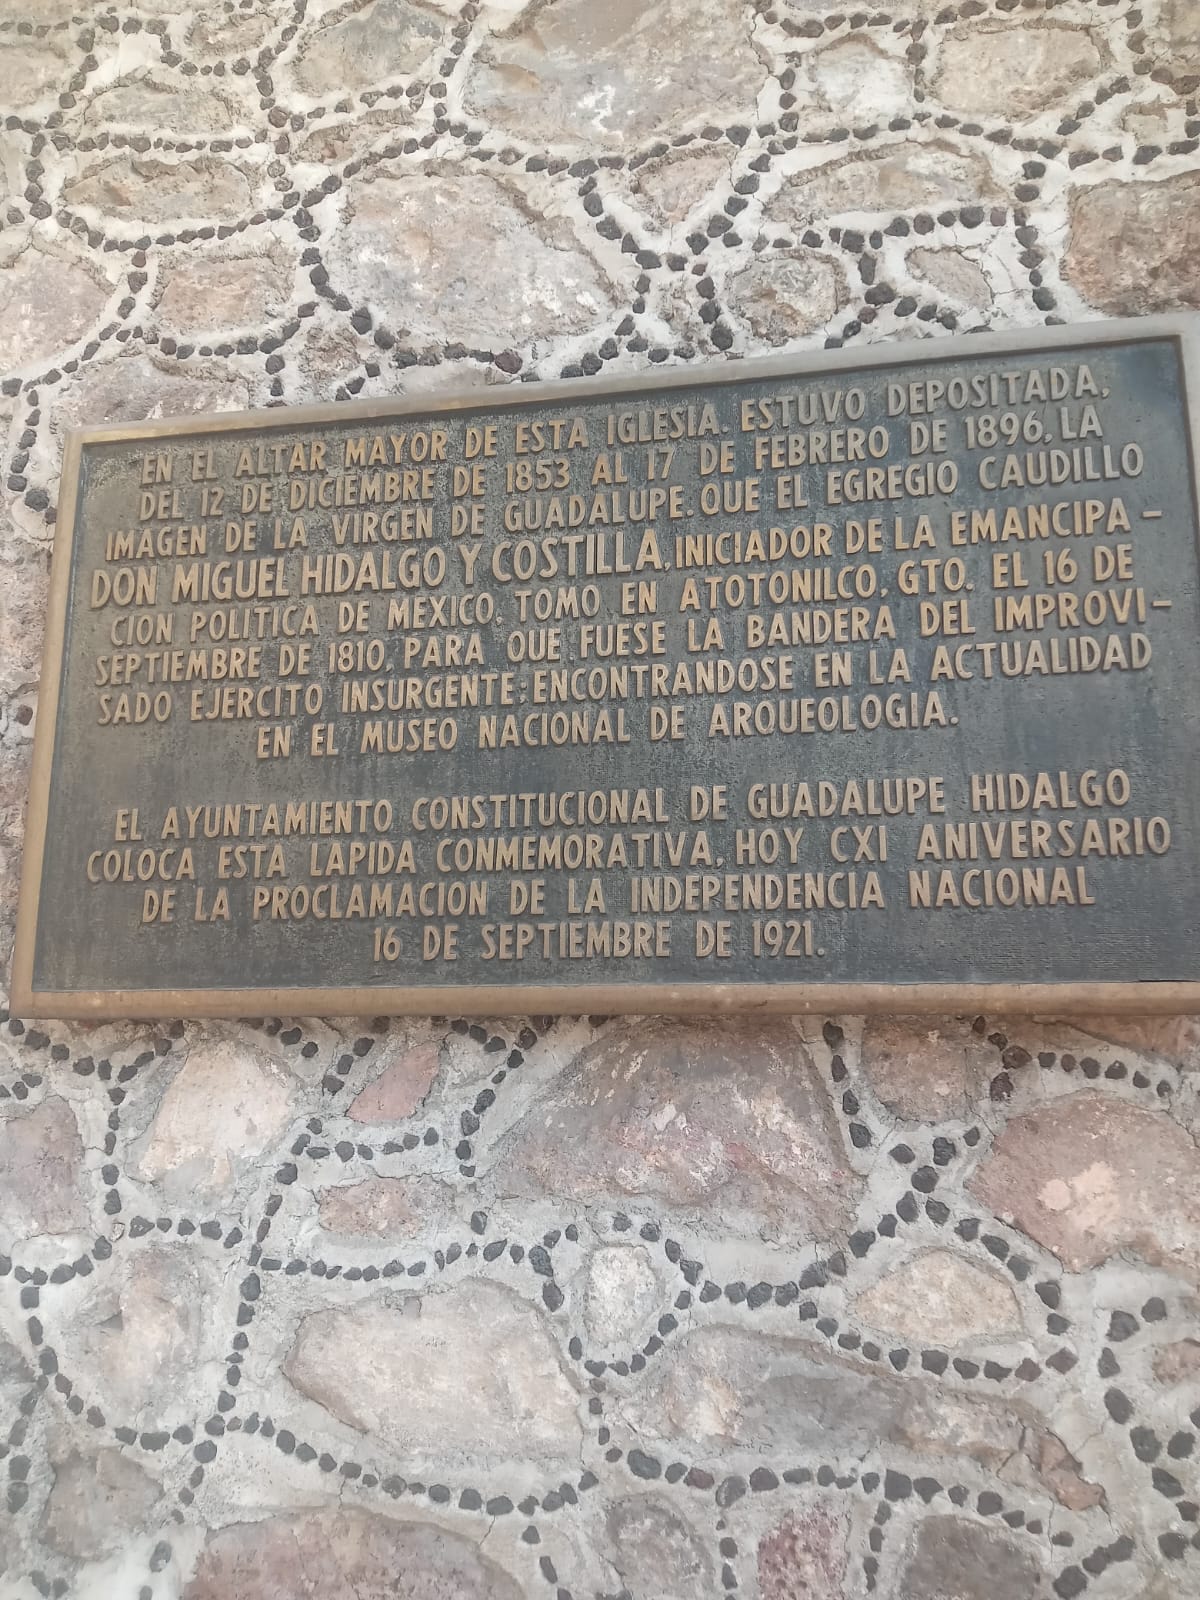 EN EL ALTAR MAYOR DE ESTA IGLESIA. ESTUVO DEPOSITADA,
DEL 12 DE DICIEMBRE DE 1853 AL 17 DE FEBRERO DE 1896, LA
IMAGEN DE LA VIRGEN DE GUADALUPE. QUE EL EGREGIO CAUDILLO
DON MIGUEL HIDALGO Y COSTILLA, INICIADOR DE LA EMANCIPA-
CION POLITICA DE MEXICO, TOMO EN ATOTONILCO, GTO. EL 16 DE
SEPTIEMBRE DE 1810, PARA QUE FUESE LA BANDERA DEL IMPROVI-
SADO EJERCITO INSURGENTE; ENCONTRANDOSE EN LA ACTUALIDAD
EN EL MUSEO NACIONAL DE ARQUEOLOGIA.
EL AYUNTAMIENTO CONSTITUCIONAL DE GUADALUPE HIDALGO
COLOCA ESTA LAPIDA CONMEMORATIVA, HOY CXI ANIVERSARIO
DE LA PROCLAMACION DE LA INDEPENDENCIA NACIONAL
16 DE SEPTIEMBRE DE 1921.